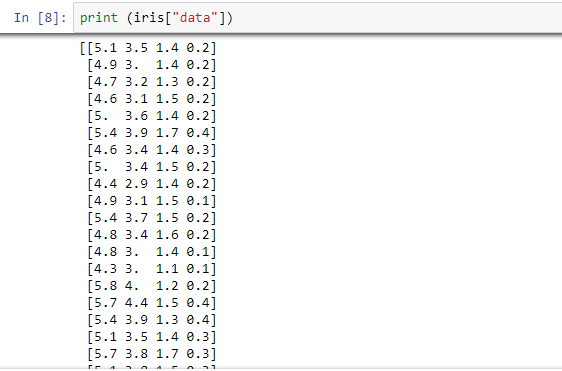 In [8]: print (iris["data"])
[[5.1 3.5 1.4 0.2]
[4.9 3.  1.4 0.2]
[4.7 3.2 1.3 0.2]
[4.6 3.1 1.5 0.2]
[5.  3.6 1.4 0.2]
[5.4 3.9 1.7 0.4]
[4.6 3.4 1.4 0.3]
[5.  3.4 1.5 0.2]
[4.4 2.9 1.4 0.2]
[4.9 3.1 1.5 0.1]
[5.4 3.7 1.5 0.2]
[4.8 3.4 1.6 0.2]
[4.8 3.  1.4 0.1]
[4.3 3.  1.1 0.1]
[5.8 4.  1.2 0.2]
[5.7 4.4 1.5 0.4]
[5.4 3.9 1.3 0.4]
[5.1 3.5 1.4 0.3]
[5.7 3.8 1.7 0.3]